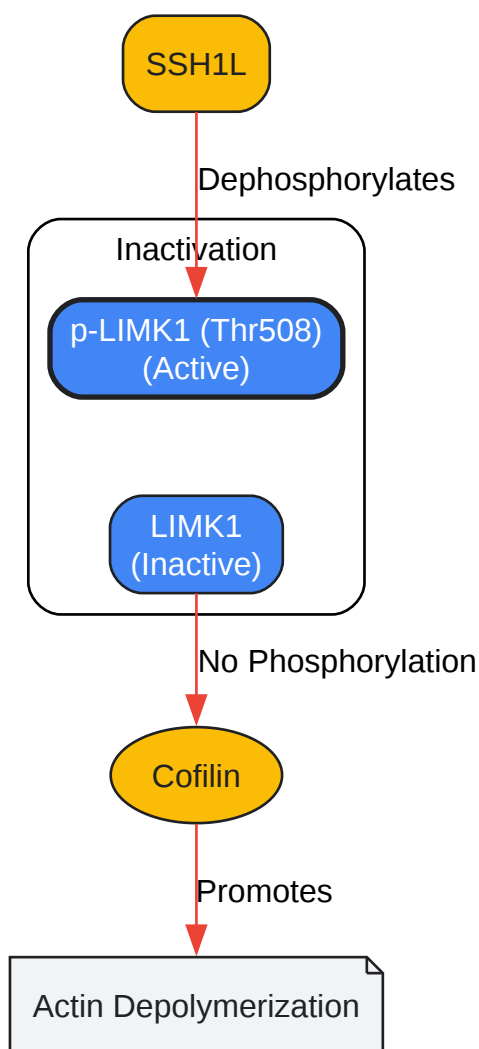 SSH1L
Dephosphorylates
Inactivation
p-LIMK1 (Thr508)
(Active)
LIMK1
(Inactive)
No Phosphorylation
Cofilin
Promotes
Actin Depolymerization